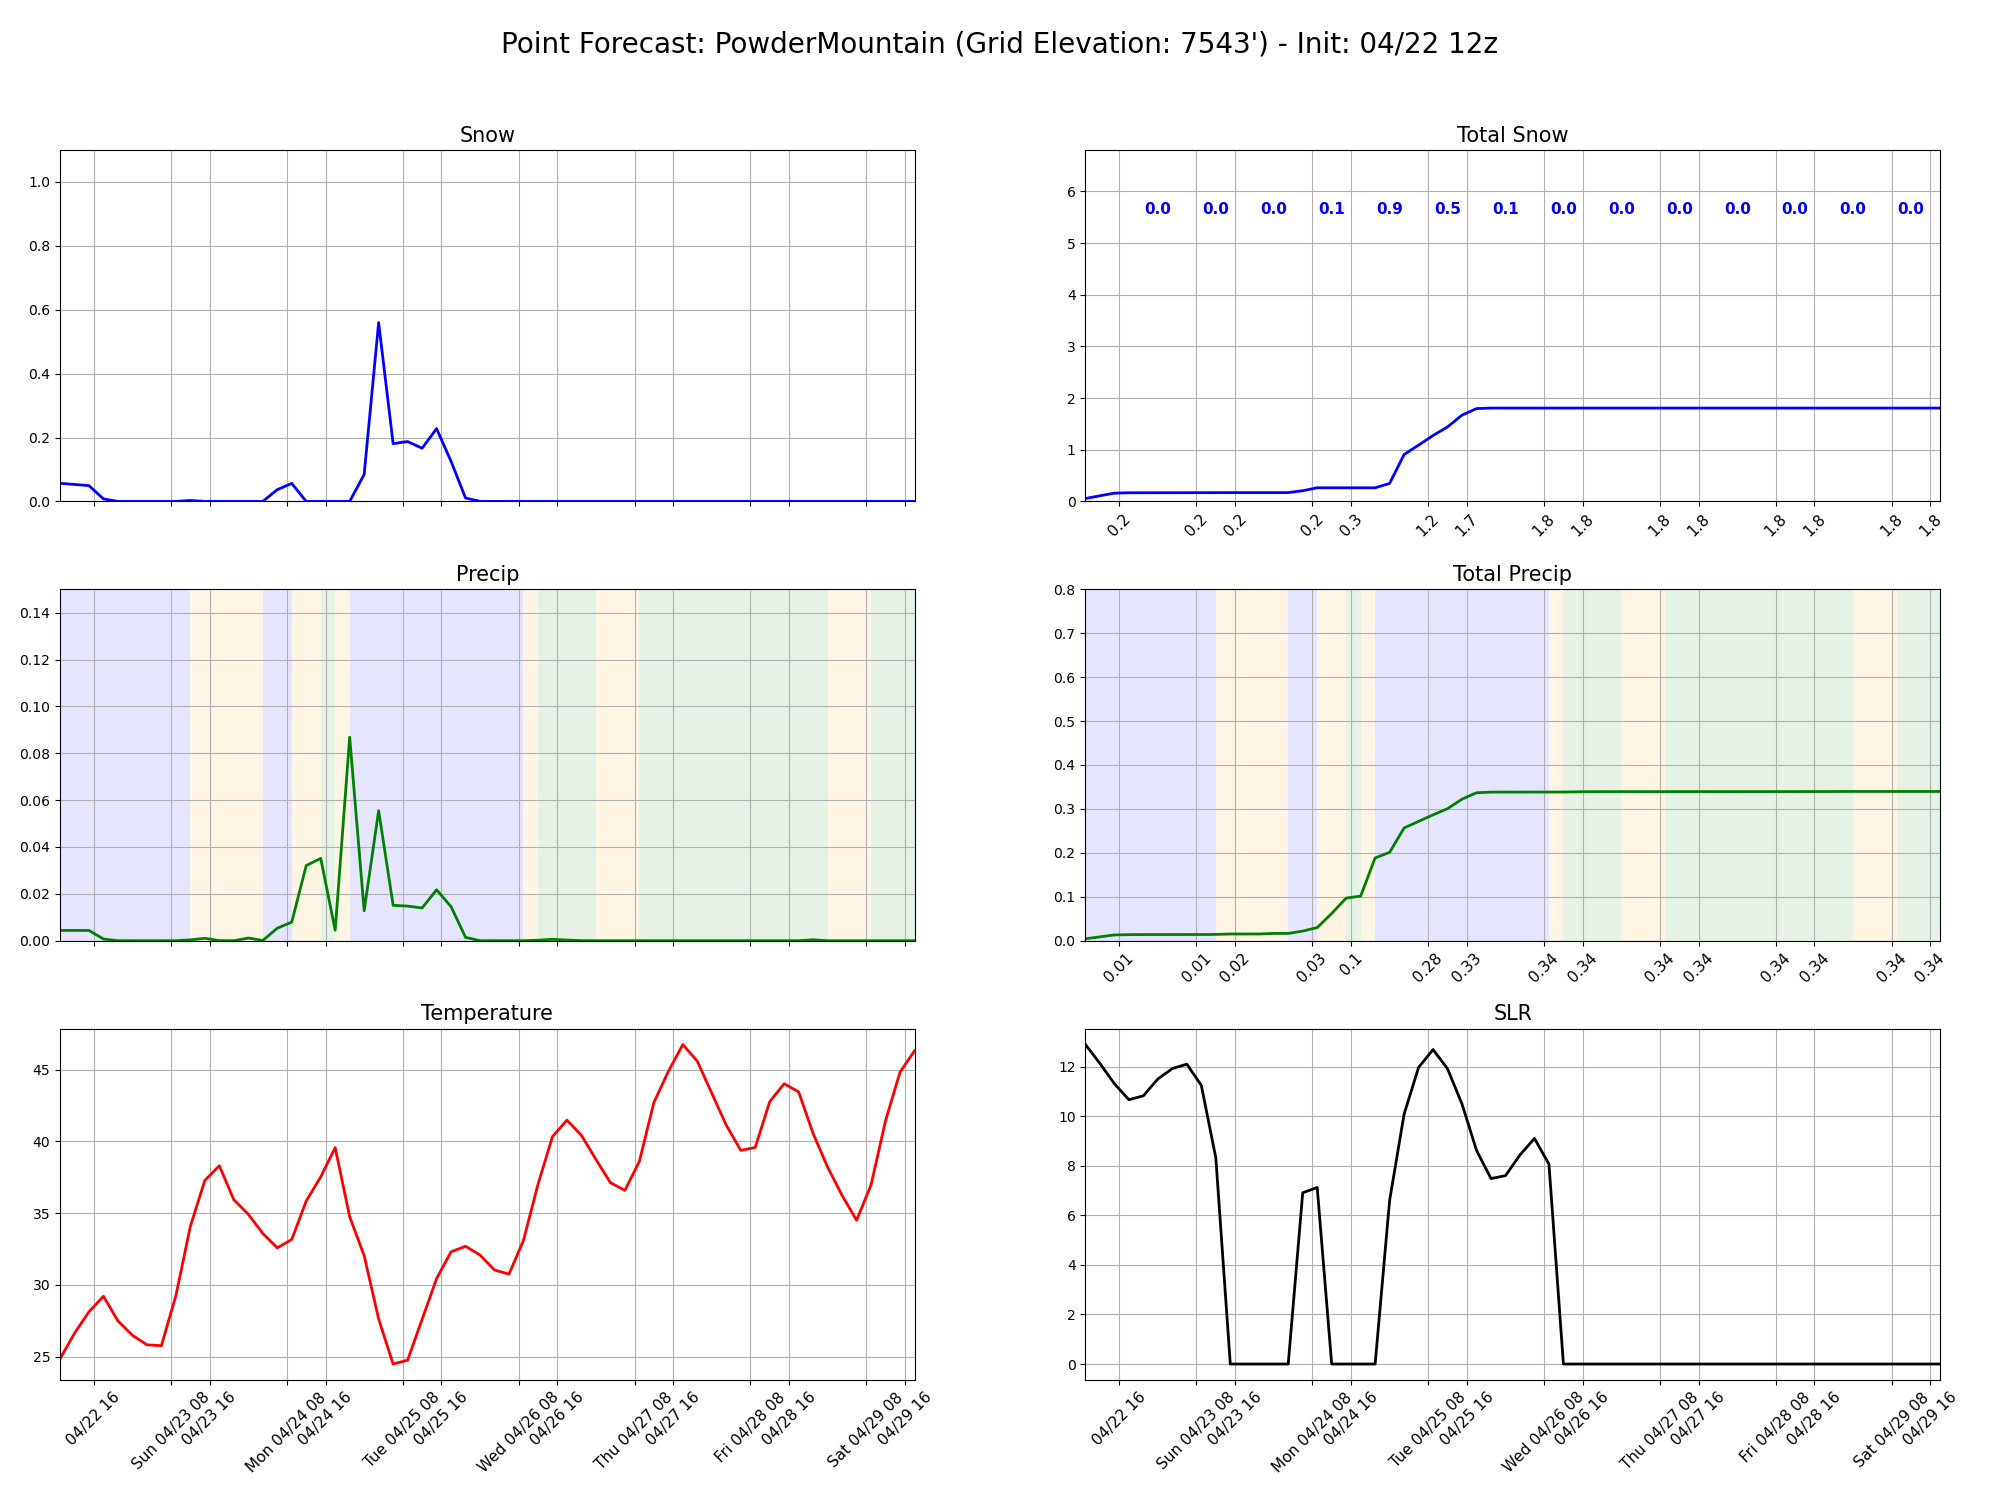 Point Forecast: PowderMountain (Grid Elevation: 7543') - Init: 04/22 12z
Snow
1.0
0.8
0.6
0.4
0.2
0.0
Total Snow
6
5
4
3
2
1
0
0.0 0.0 0.0 0.1 0.9 0.5 0.1 0.0 0.0 0.0 0.0 0.0 0.0 0.0
0.2 0.2 0.2 0.2 0.3 1.2 1.7 1.8 1.8 1.8 1.8 1.8 1.8 1.8 1.8
Precip
0.14
0.12
0.10
0.08
0.06
0.04
0.02
0.00
Total Precip
0.8
0.7
0.6
0.5
0.4
0.3
0.2
0.1
0.0
0.01 0.01 0.02 0.03 0.1 0.28 0.33 0.34 0.34 0.34 0.34 0.34 0.34 0.34 0.34
Temperature
45
40
35
30
25
04/22 16
Sun 04/23 08
04/23 16
Mon 04/24 08
04/24 16
Tue 04/25 08
04/25 16
Wed 04/26 08
04/26 16
Thu 04/27 08
04/27 16
Fri 04/28 08
04/28 16
Sat 04/29 08
04/29 16
SLR
12
10
8
6
4
2
0
04/22 16
Sun 04/23 08
04/23 16
Mon 04/24 08
04/24 16
Tue 04/25 08
04/25 16
Wed 04/26 08
04/26 16
Thu 04/27 08
04/27 16
Fri 04/28 08
04/28 16
Sat 04/29 08
04/29 16